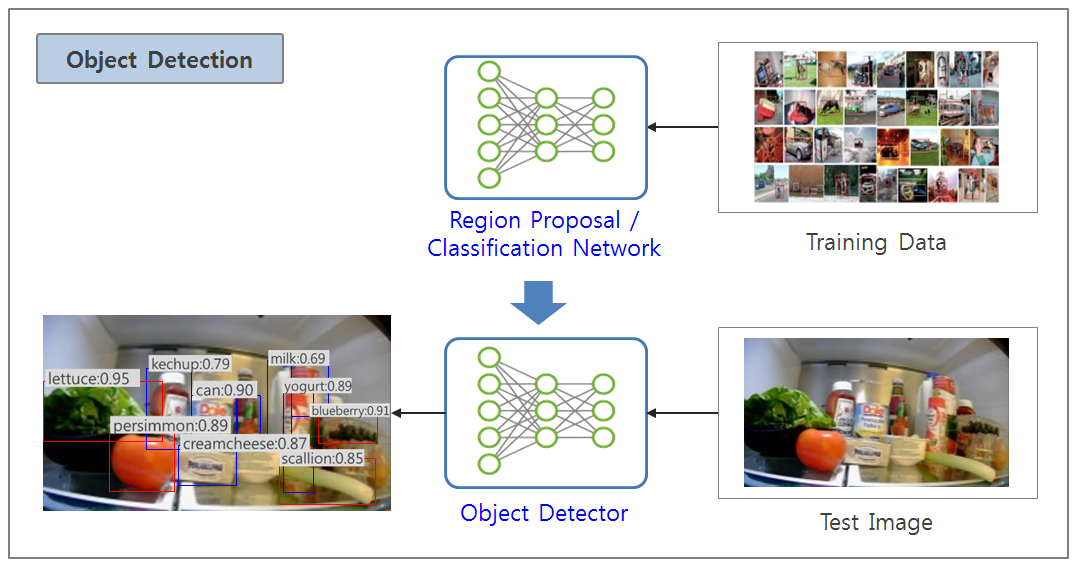 Object Detection
Region Proposal /
Classification Network
Training Data
kechup:0.79
milk:0.69
lettuce:0.95
can:0.90
yogurt:0.89
blueberry:0.91
persimmon:0.89
creamcheese:0.87
scallion:0.85
Object Detector
Dole
Test Image